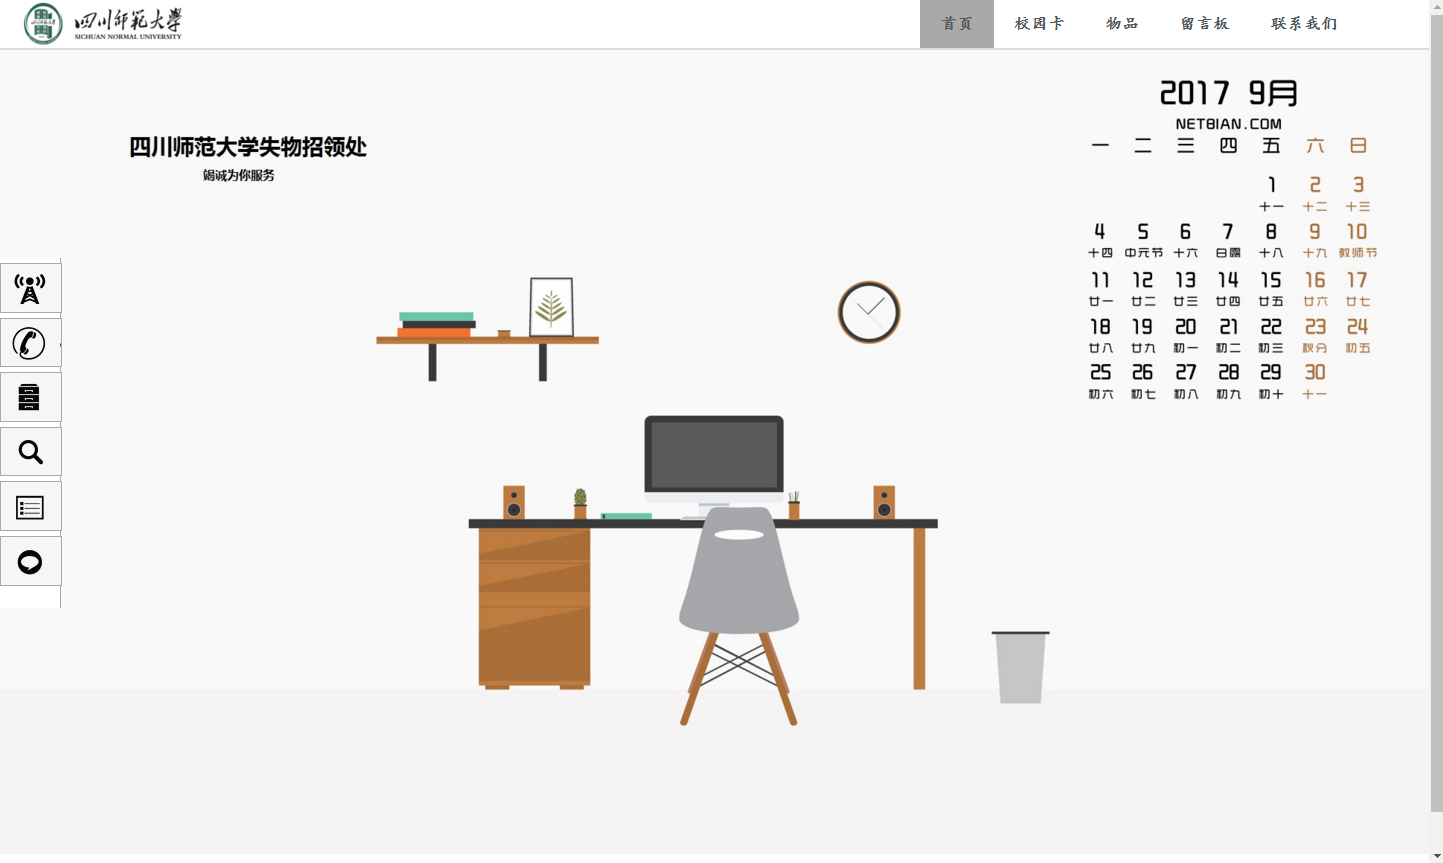 四川师范大学
SICHUAN NORMAL UNIVERSITY
首页 校园卡 物品 留言板 联系我们
四川师范大学失物招领处
竭诚为你服务
2017 9月
NETBIAN.COM
一 二 三 四 五 六 日
1 2 3
十一 十二 十三
4 5 6 7 8 9 10
十四 中元节 十六 白露 十八 十九 教师节
11 12 13 14 15 16 17
廿一 廿二 廿三 廿四 廿五 廿六 廿七
18 19 20 21 22 23 24
廿八 廿九 初一 初二 初三 秋分 初五
25 26 27 28 29 30
初六 初七 初八 初九 初十 十一